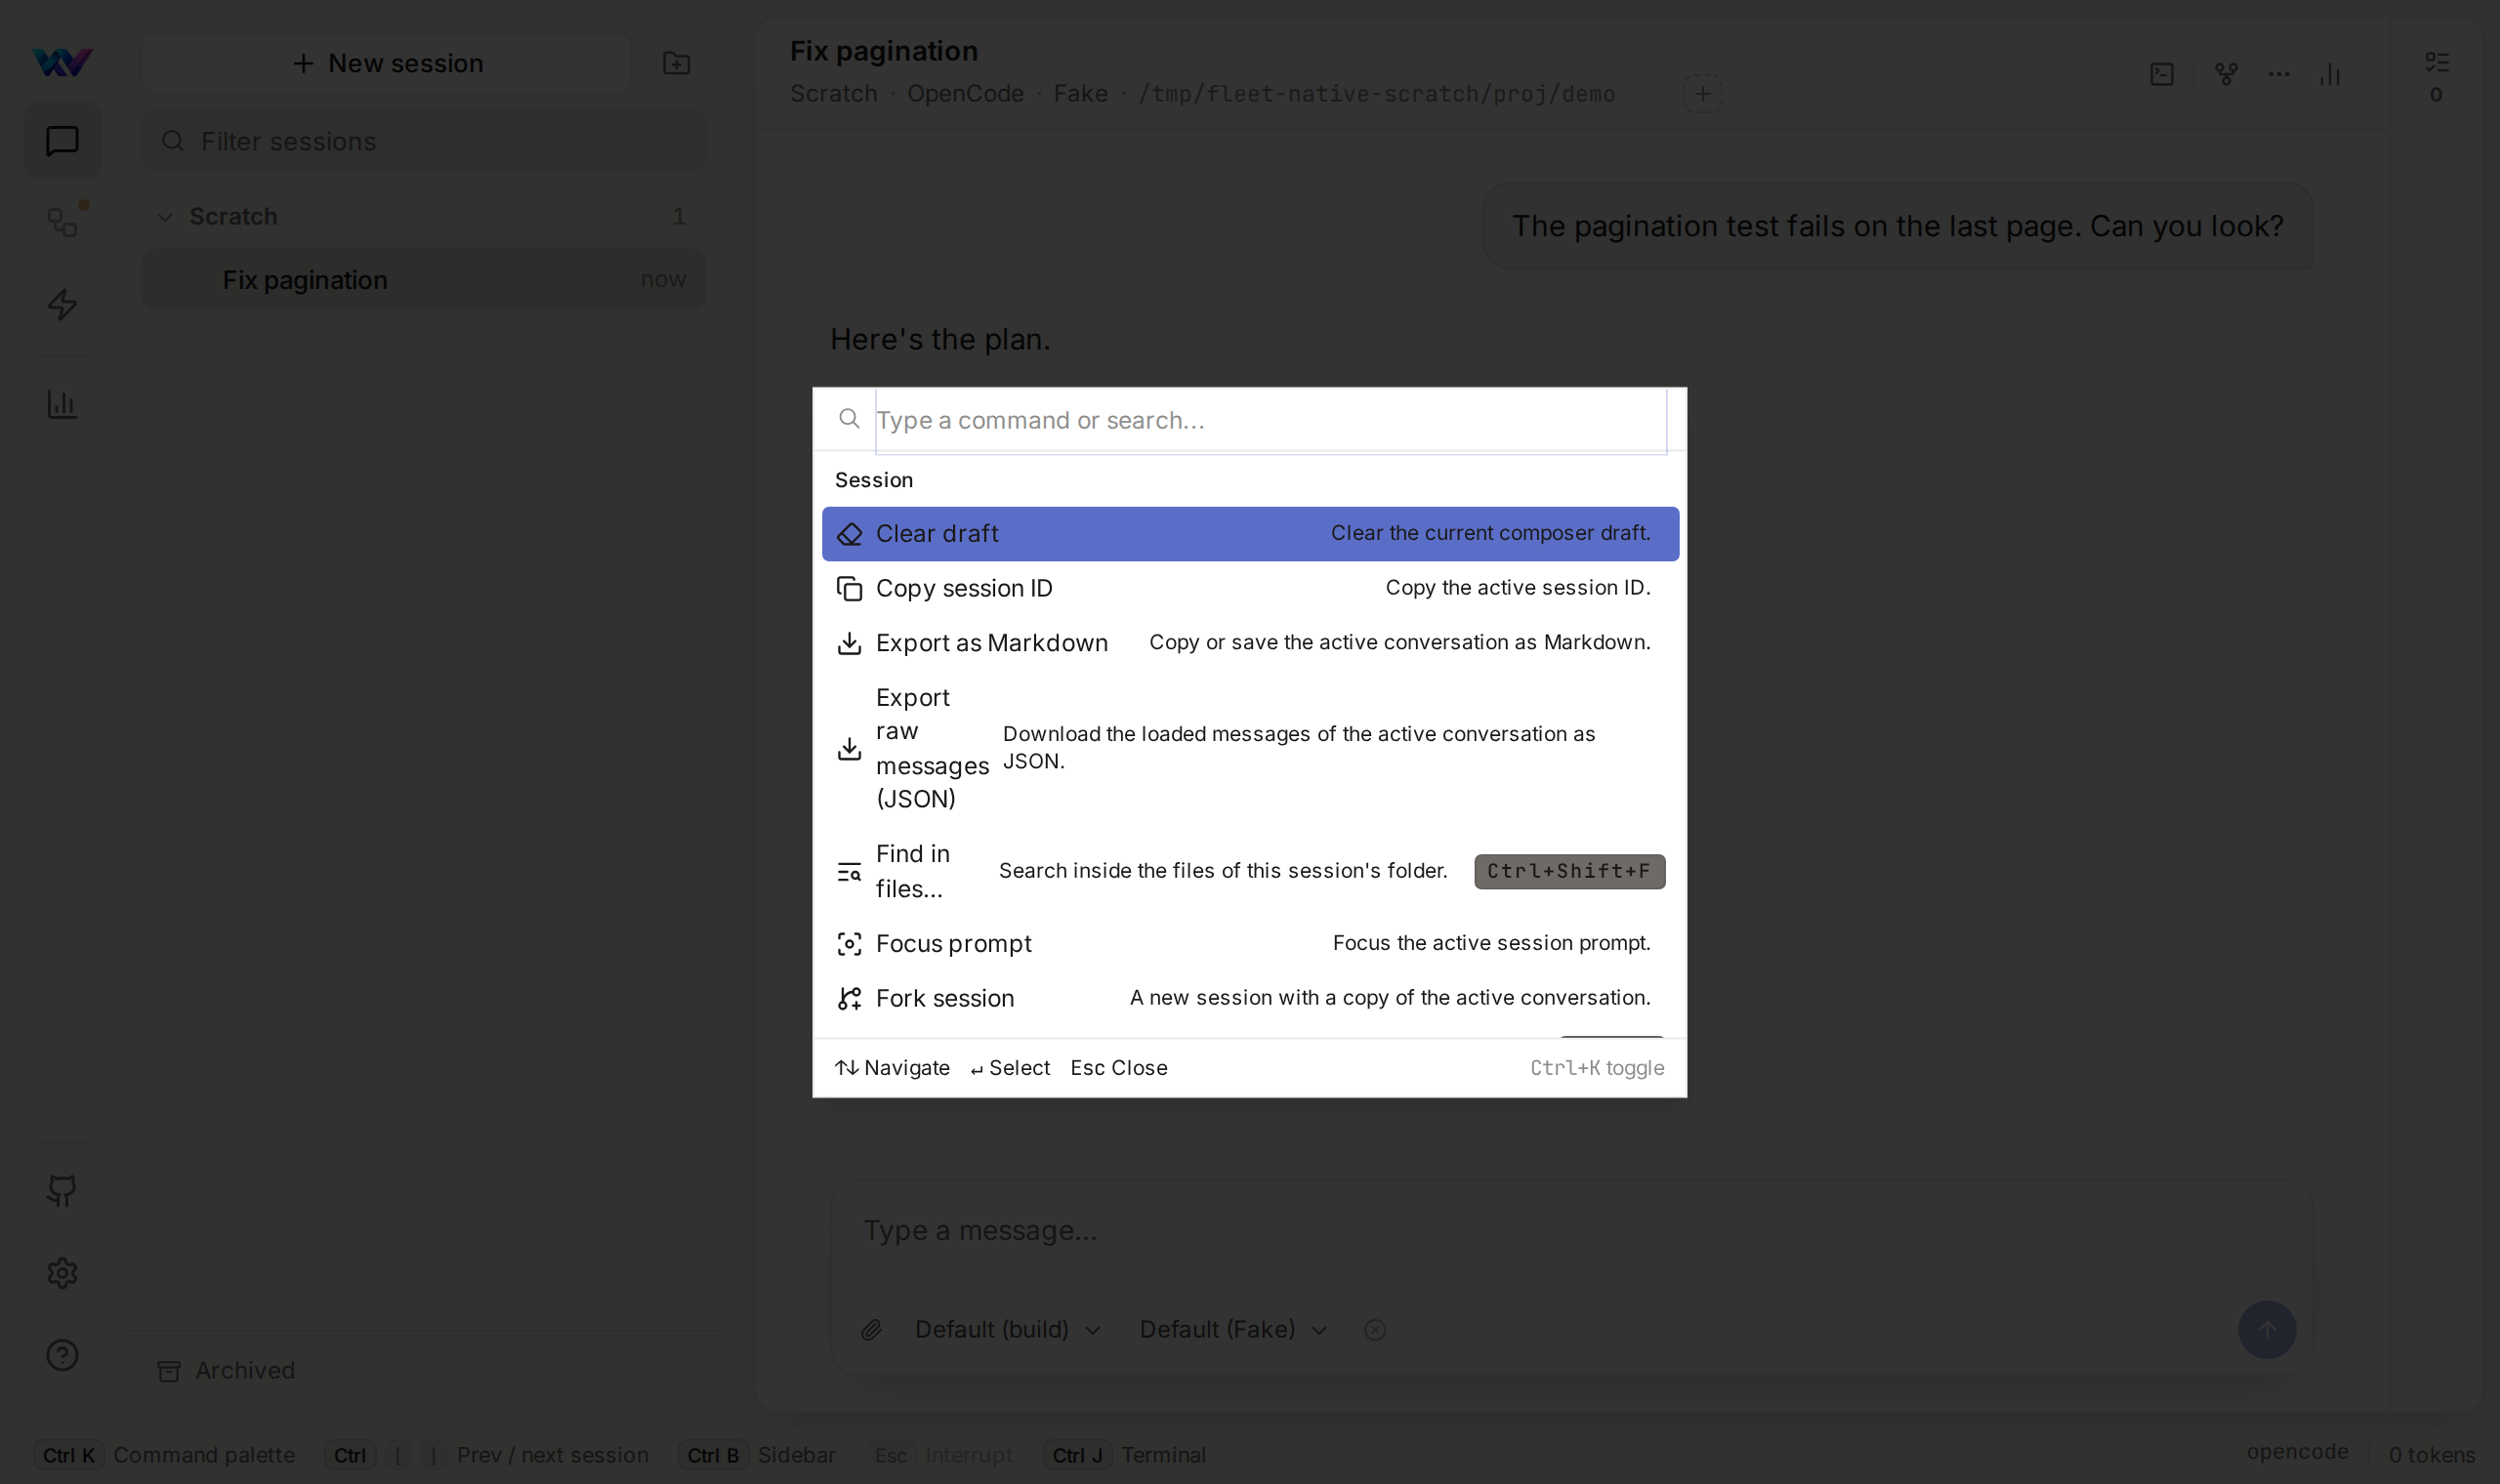 New session
Filter sessions
Scratch 1
Fix pagination now
Archived
Fix pagination
Scratch · OpenCode · Fake · /tmp/fleet-native-scratch/proj/demo
0
The pagination test fails on the last page. Can you look?
Here's the plan.
Type a command or search...
Session
Clear draft Clear the current composer draft.
Copy session ID Copy the active session ID.
Export as Markdown Copy or save the active conversation as Markdown.
Export
raw
messages
(JSON)
Download the loaded messages of the active conversation as
JSON.
Find in
files...
Search inside the files of this session's folder. Ctrl+Shift+F
Focus prompt Focus the active session prompt.
Fork session A new session with a copy of the active conversation.
↑↓ Navigate ↵ Select Esc Close Ctrl+K toggle
Type a message...
Default (build) Default (Fake)
Ctrl K Command palette Ctrl [ ] Prev / next session Ctrl B Sidebar Esc Interrupt Ctrl J Terminal opencode 0 tokens